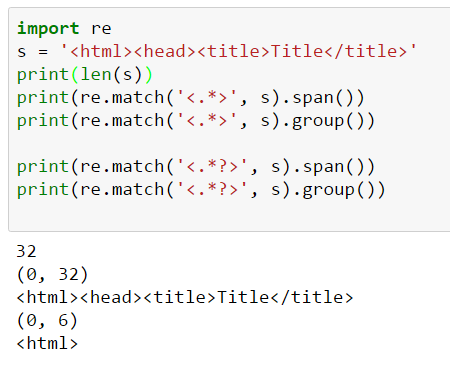 import re
s = '<html><head><title>Title</title>'
print(len(s))
print(re.match('<.*>', s).span())
print(re.match('<.*>', s).group())
print(re.match('<.*?>', s).span())
print(re.match('<.*?>', s).group())
32
(0, 32)
<html><head><title>Title</title>
(0, 6)
<html>